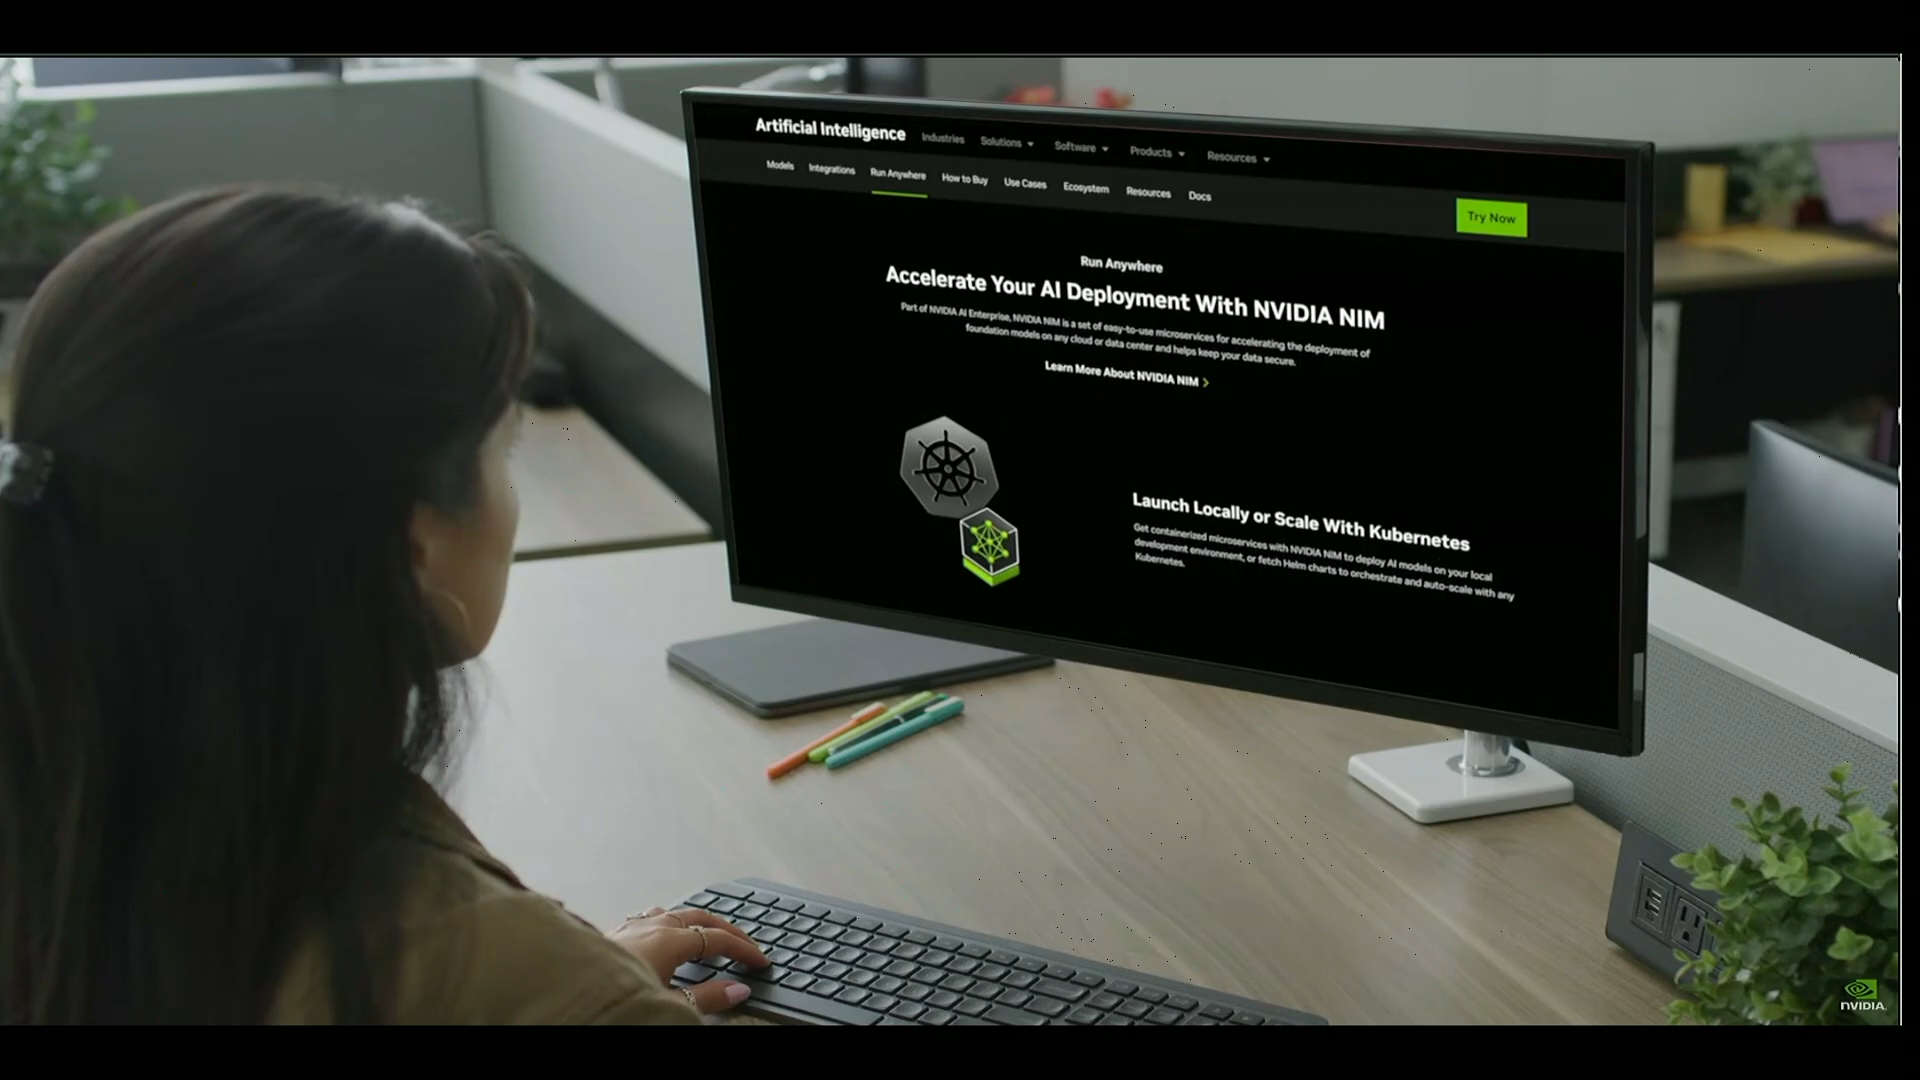 Artificial Intelligence Industries Solutions Software Products Resources
Models Integrations Run Anywhere How to Buy Use Cases Ecosystem Resources Docs
Try Now
Run Anywhere
Accelerate Your AI Deployment With NVIDIA NIM
Part of NVIDIA AI Enterprise, NVIDIA NIM is a set of easy-to-use microservices for accelerating the deployment of
foundation models on any cloud or data center and helps keep your data secure.
Learn More About NVIDIA NIM >
Launch Locally or Scale With Kubernetes
Get containerized microservices with NVIDIA NIM to deploy AI models on your local
development environment, or fetch Helm charts to orchestrate and auto-scale with any
Kubernetes.
NVIDIA.